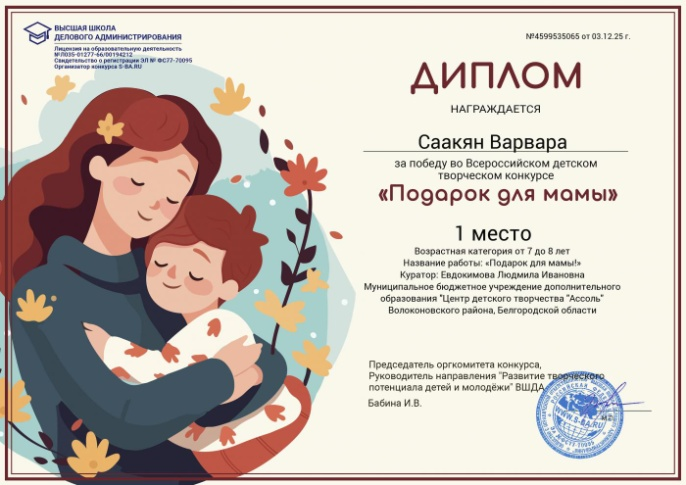 ВЫСШАЯ ШКОЛА
ДЕЛОВОГО АДМИНИСТРИРОВАНИЯ
Лицензия на образовательную деятельность
№Л035-01277-66/00194212
Свидетельство о регистрации ЭЛ № ФС77-70095
Организатор конкурса S-BA.RU
№4599535065 от 03.12.25 г.
ДИПЛОМ
НАГРАЖДАЕТСЯ
Саакян Варвара
за победу во Всероссийском детском
творческом конкурсе
«Подарок для мамы»
1 место
Возрастная категория от 7 до 8 лет
Название работы: «Подарок для мамы!»
Куратор: Евдокимова Людмила Ивановна
Муниципальное бюджетное учреждение дополнительного
образования "Центр детского творчества "Ассоль"
Волоконовского района, Белгородской области
Председатель оргкомитета конкурса,
Руководитель направления "Развитие творческого
потенциала детей и молодёжи" ВШДА
Бабина И.В.
М.П.
WWW.S-BA.RU